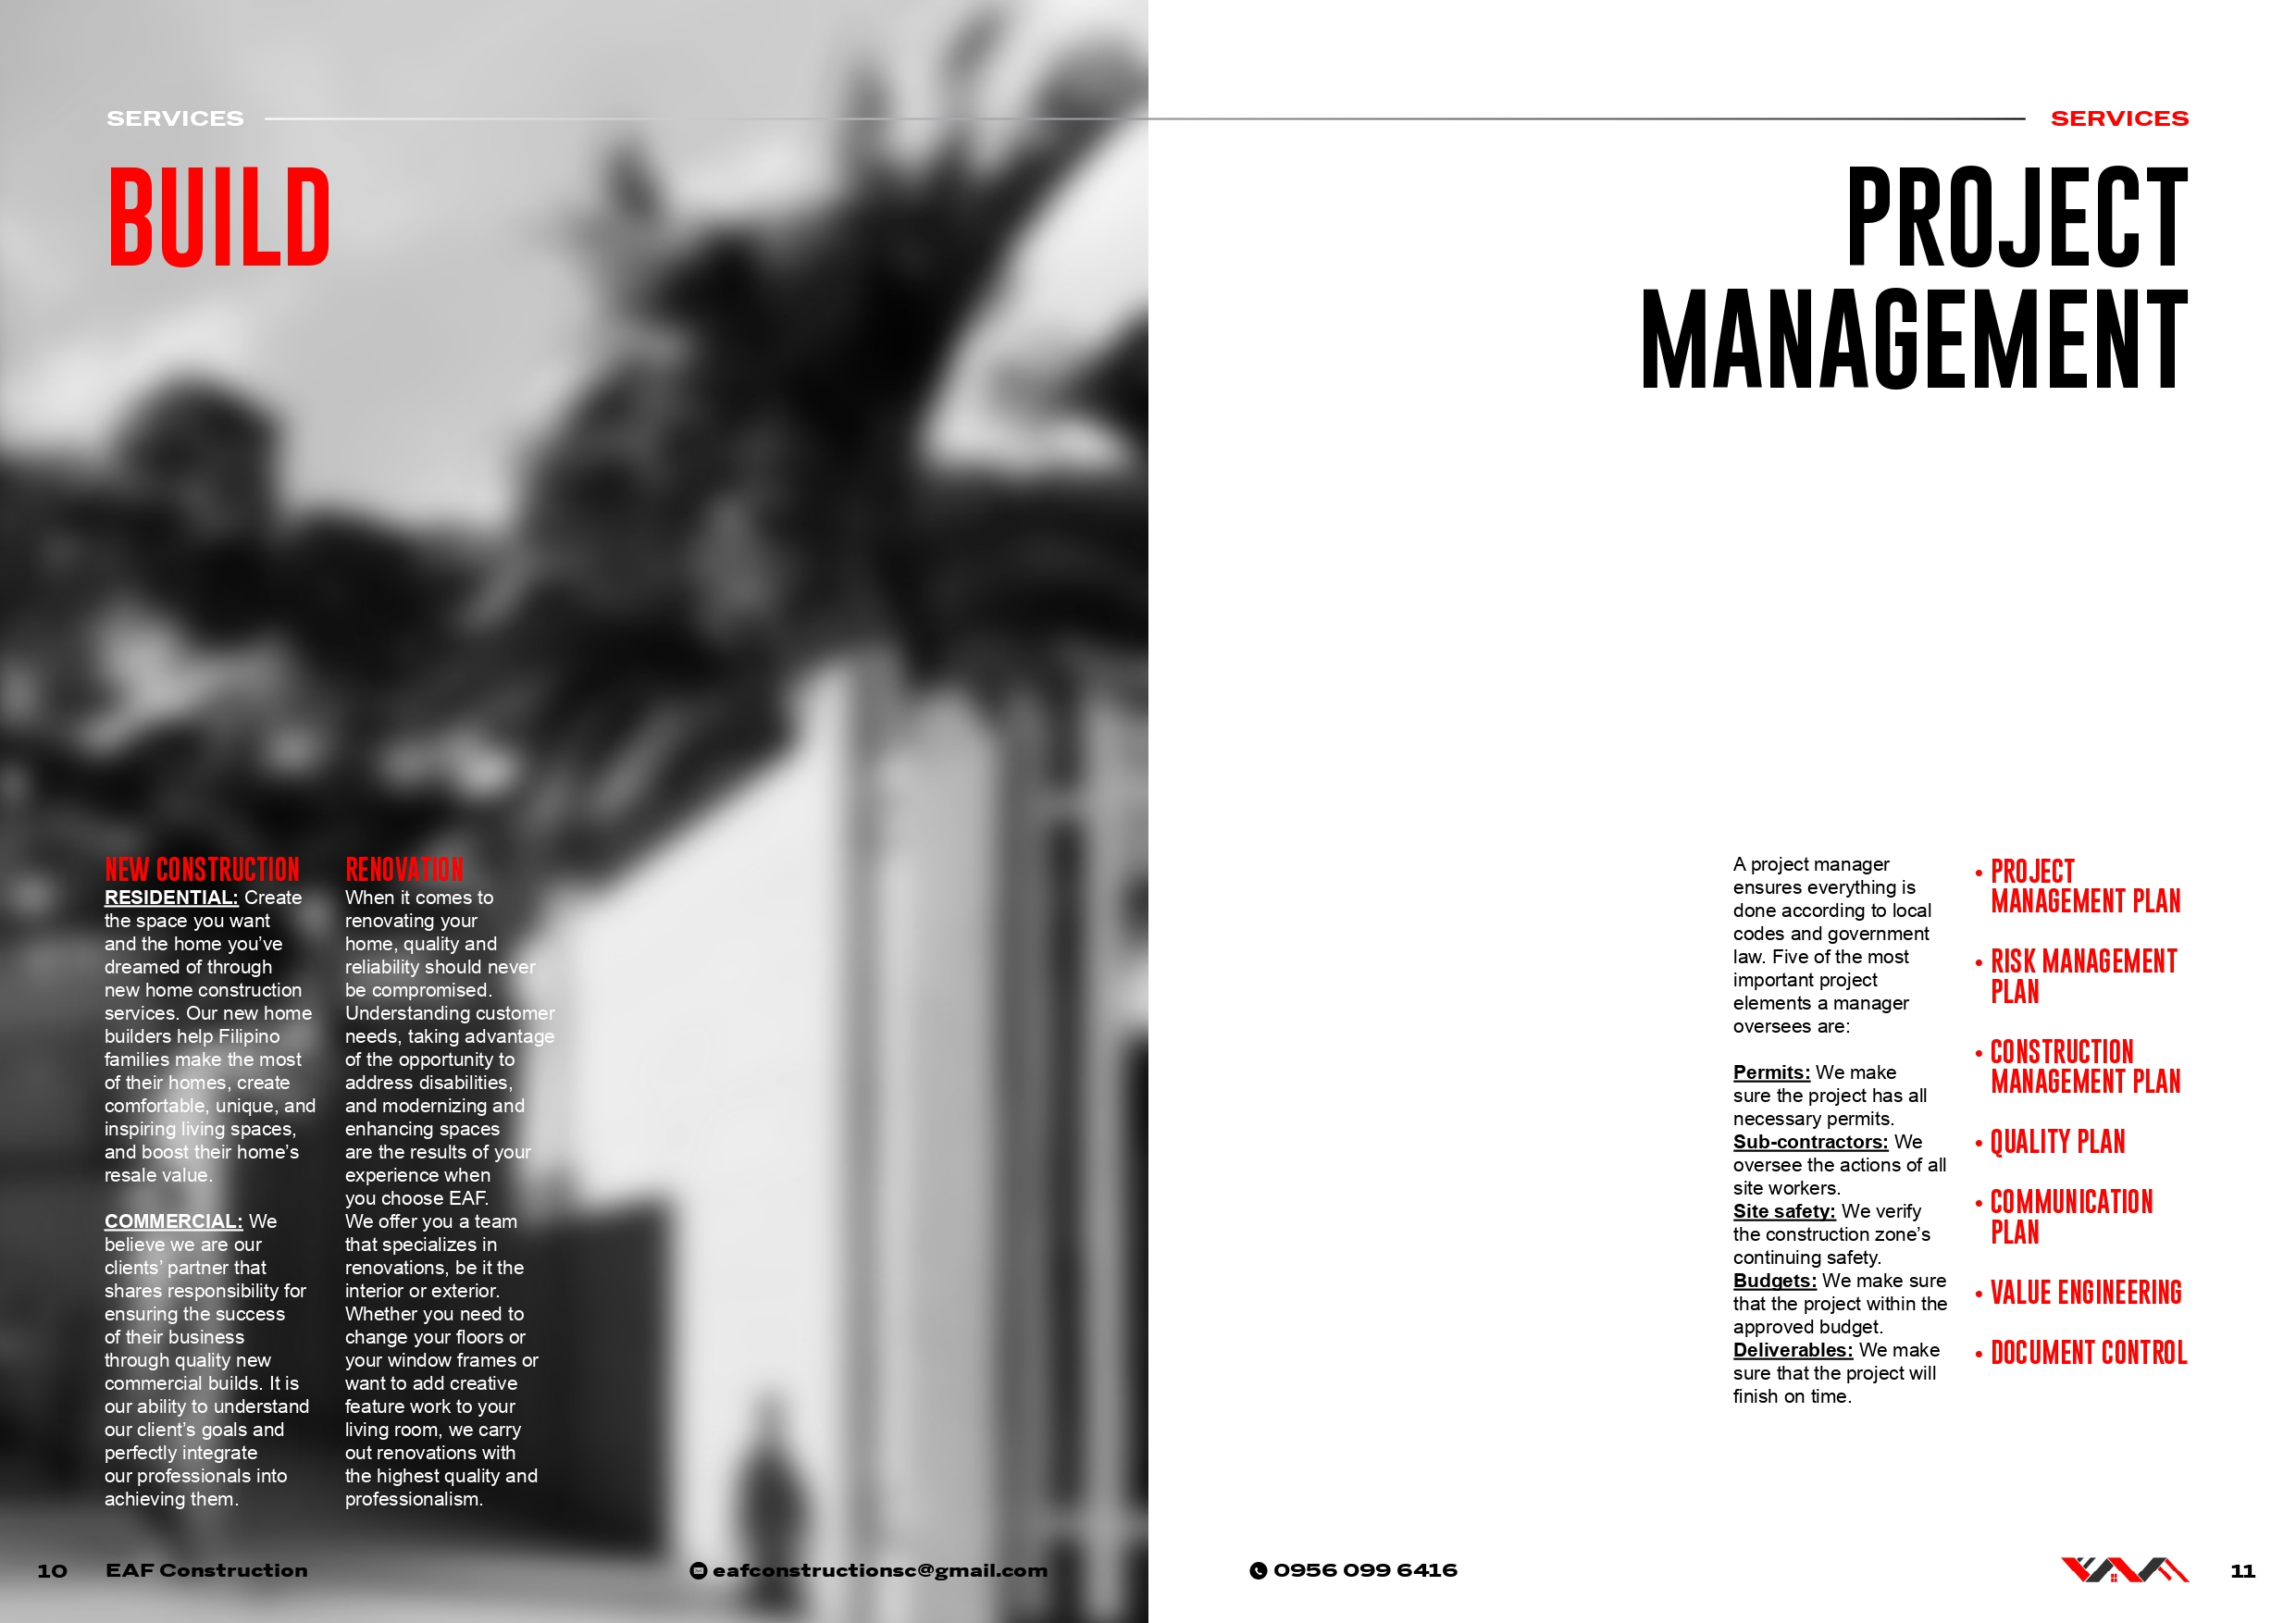 SERVICES
BUILD
NEW CONSTRUCTION
RESIDENTIAL: Create
the space you want
and the home you’ve
dreamed of through
new home construction
services. Our new home
builders help Filipino
families make the most
of their homes, create
comfortable, unique, and
inspiring living spaces,
and boost their home’s
resale value.
COMMERCIAL: We
believe we are our
clients’ partner that
shares responsibility for
ensuring the success
of their business
through quality new
commercial builds. It is
our ability to understand
our client’s goals and
perfectly integrate
our professionals into
achieving them.
RENOVATION
When it comes to
renovating your
home, quality and
reliability should never
be compromised.
Understanding customer
needs, taking advantage
of the opportunity to
address disabilities,
and modernizing and
enhancing spaces
are the results of your
experience when
you choose EAF.
We offer you a team
that specializes in
renovations, be it the
interior or exterior.
Whether you need to
change your floors or
your window frames or
want to add creative
feature work to your
living room, we carry
out renovations with
the highest quality and
professionalism.
10 EAF Construction
eafconstructionsc@gmail.com
SERVICES
PROJECT
MANAGEMENT
A project manager
ensures everything is
done according to local
codes and government
law. Five of the most
important project
elements a manager
oversees are:
Permits: We make
sure the project has all
necessary permits.
Sub-contractors: We
oversee the actions of all
site workers.
Site safety: We verify
the construction zone’s
continuing safety.
Budgets: We make sure
that the project within the
approved budget.
Deliverables: We make
sure that the project will
finish on time.
• PROJECT
MANAGEMENT PLAN
• RISK MANAGEMENT
PLAN
• CONSTRUCTION
MANAGEMENT PLAN
• QUALITY PLAN
• COMMUNICATION
PLAN
• VALUE ENGINEERING
• DOCUMENT CONTROL
0956 099 6416
11